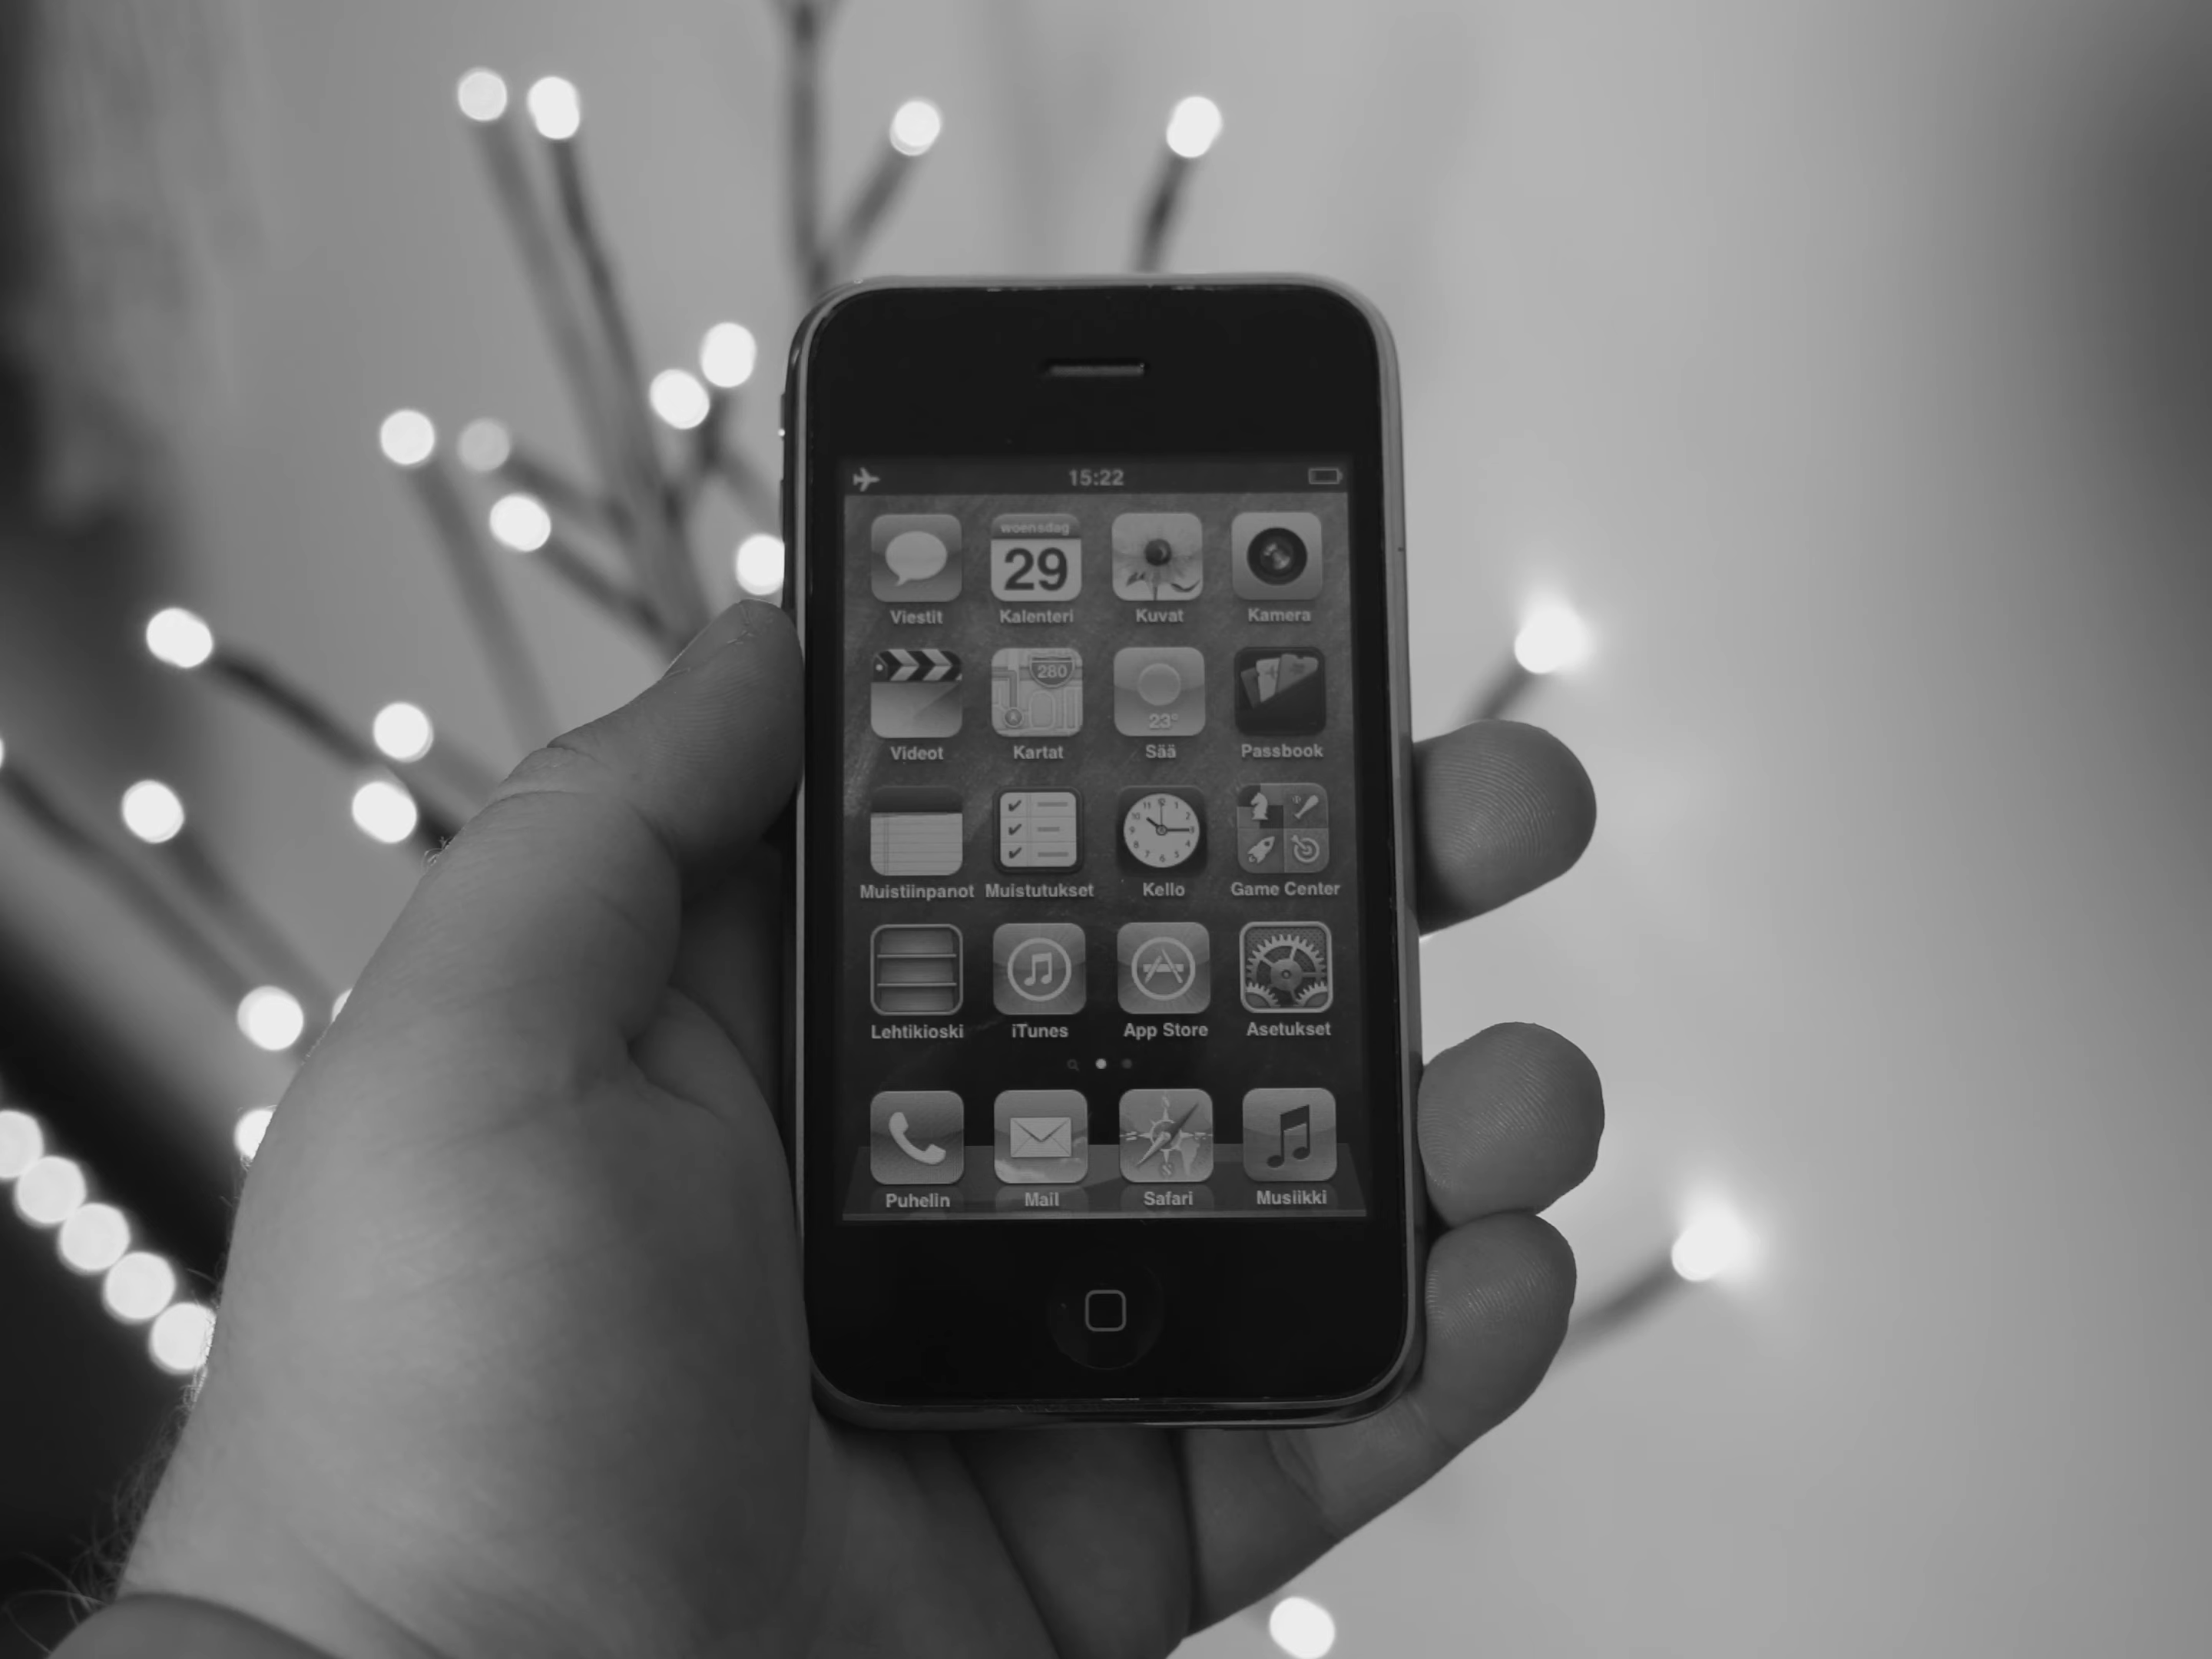 15:22
woensdag
29
Viestit Kalenteri Kuvat Kamera
280
23°
Videot Kartat Sää Passbook
Muistiinpanot Muistutukset Kello Game Center
Lehtikioski iTunes App Store Asetukset
Puhelin Mail Safari Musiikki